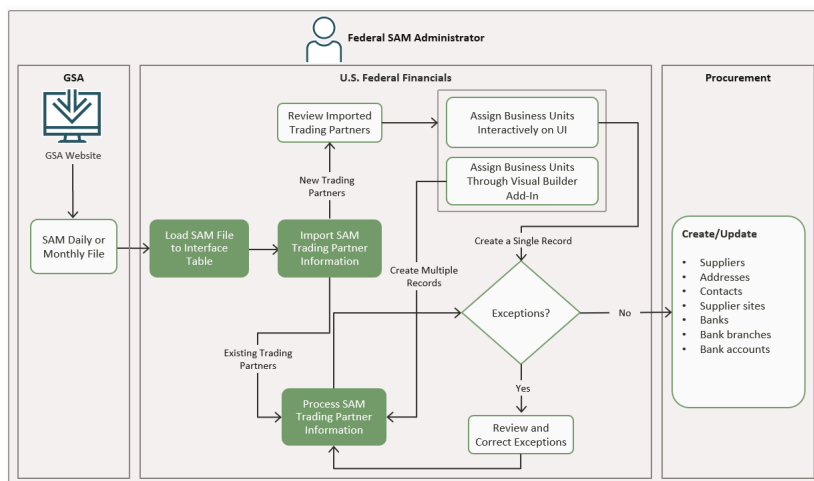 Federal SAM Administrator
GSA
GSA Website
SAM Daily or
Monthly File
U.S. Federal Financials
Load SAM File
to Interface
Table
Import SAM
Trading Partner
Information
New Trading
Partners
Review Imported
Trading Partners
Assign Business Units
Interactively on UI
Assign Business Units
Through Visual Builder
Add-In
Create a Single Record
Create Multiple
Records
Existing Trading
Partners
Process SAM
Trading Partner
Information
Exceptions?
No
Yes
Review and
Correct Exceptions
Procurement
Create/Update
• Suppliers
• Addresses
• Contacts
• Supplier sites
• Banks
• Bank branches
• Bank accounts